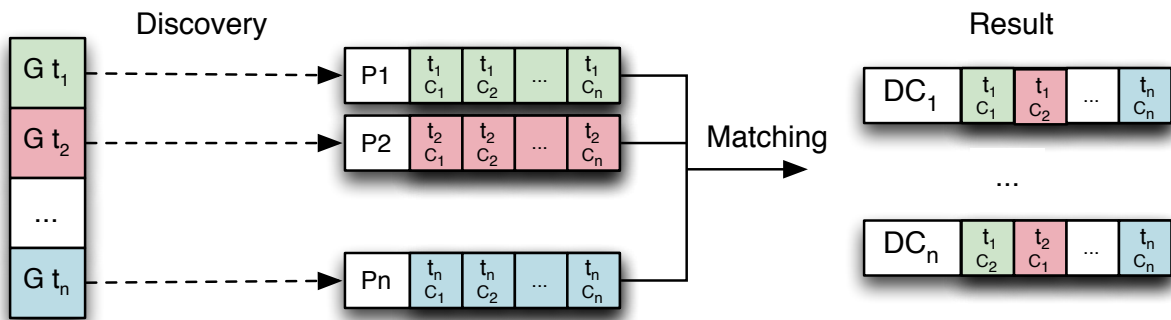 Discovery
Result
G t1
P1 t1 C1 t1 C2 ... t1 Cn
G t2
P2 t2 C1 t2 C2 ... t2 Cn
Matching
...
Gtn
Pn tn C1 tn C2 ... tn Cn
DC1 t1 C1 t1 C2 ... tn Cn
...
DCn t1 C2 t2 C1 ... tn Cn